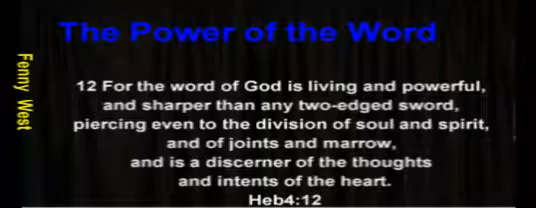 The Power of the Word
Fenny West
12 For the word of God is living and powerful,
and sharper than any two-edged sword,
piercing even to the division of soul and spirit,
and of joints and marrow,
and is a discerner of the thoughts
and intents of the heart.
Heb4:12